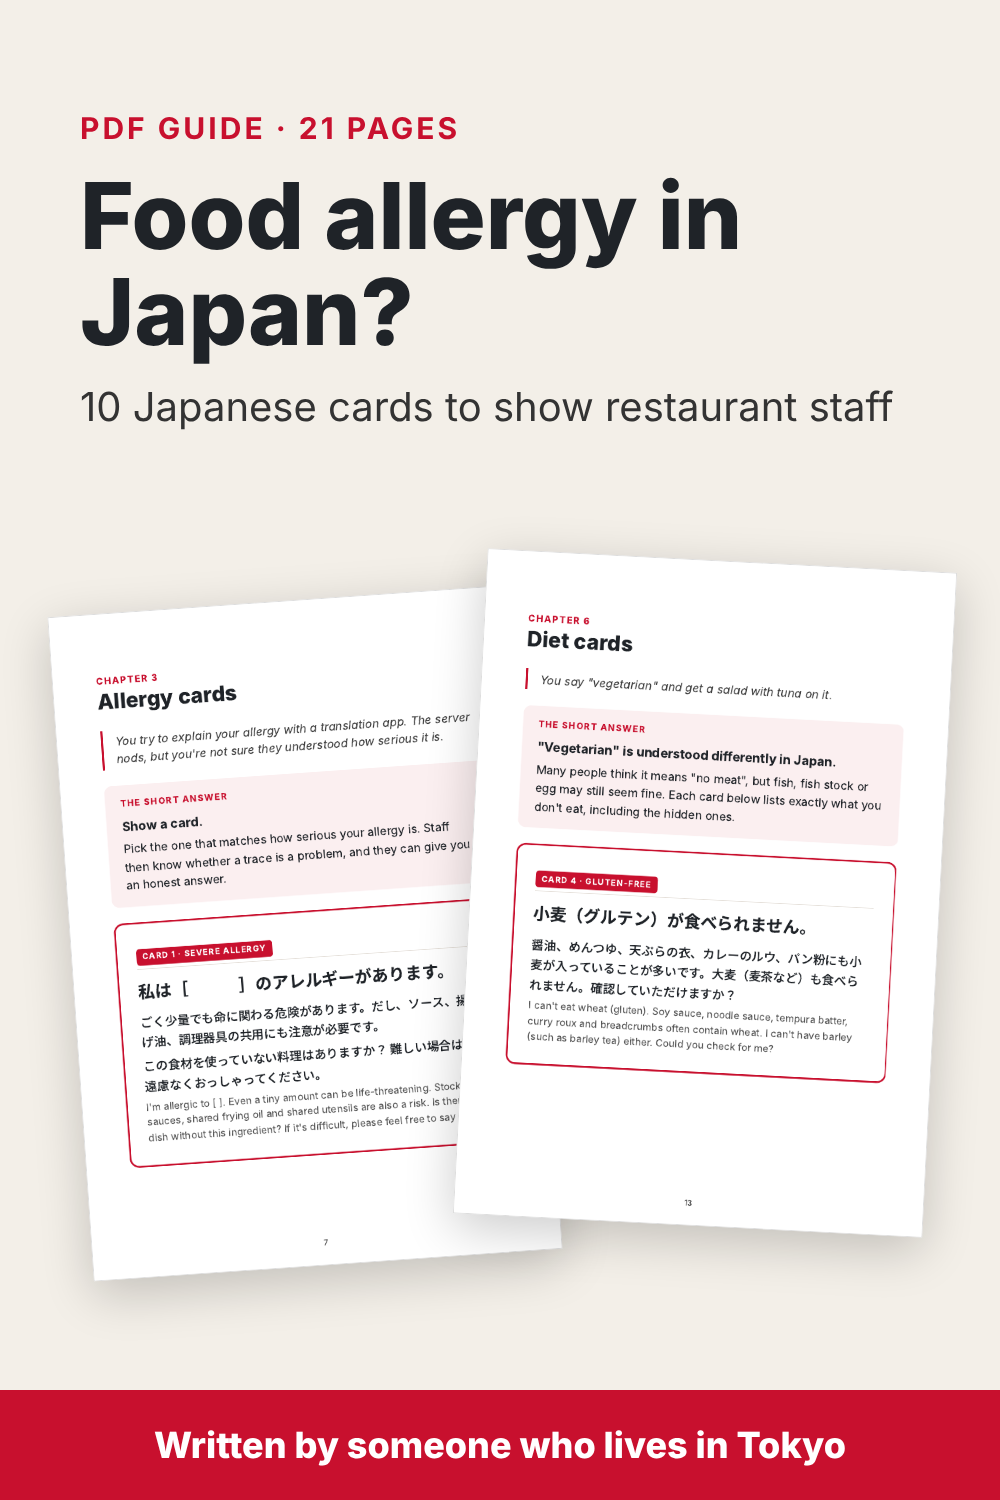 PDF GUIDE · 21 PAGES
Food allergy in
Japan?
10 Japanese cards to show restaurant staff
CHAPTER 3
Allergy cards
You try to explain your allergy with a translation app. The server
nods, but you're not sure they understood how serious it is.
THE SHORT ANSWER
Show a card.
Pick the one that matches how serious your allergy is. Staff
then know whether a trace is a problem, and they can give you
an honest answer.
CARD 1 · SEVERE ALLERGY
私は [ ] のアレルギーがあります。
ごく少量でも命に関わる危険があります。だし、ソース、揚
げ油、調理器具の共用にも注意が必要です。
この食材を使っていない料理はありますか？ 難しい場合は
遠慮なくおっしゃってください。
I'm allergic to [ ]. Even a tiny amount can be life-threatening. Stock
sauces, shared frying oil and shared utensils are also a risk. Is
dish without this ingredient? If it's difficult, please feel free to say
7
CHAPTER 6
Diet cards
You say "vegetarian" and get a salad with tuna on it.
THE SHORT ANSWER
"Vegetarian" is understood differently in Japan.
Many people think it means "no meat", but fish, fish stock or
egg may still seem fine. Each card below lists exactly what you
don't eat, including the hidden ones.
CARD 4 · GLUTEN-FREE
小麦（グルテン）が食べられません。
醤油、めんつゆ、天ぷらの衣、カレーのルウ、パン粉にも小
麦が入っていることが多いです。大麦（麦茶など）も食べら
れません。確認していただけますか？
I can't eat wheat (gluten). Soy sauce, noodle sauce, tempura batter,
curry roux and breadcrumbs often contain wheat. I can't have barley
(such as barley tea) either. Could you check for me?
13
Written by someone who lives in Tokyo